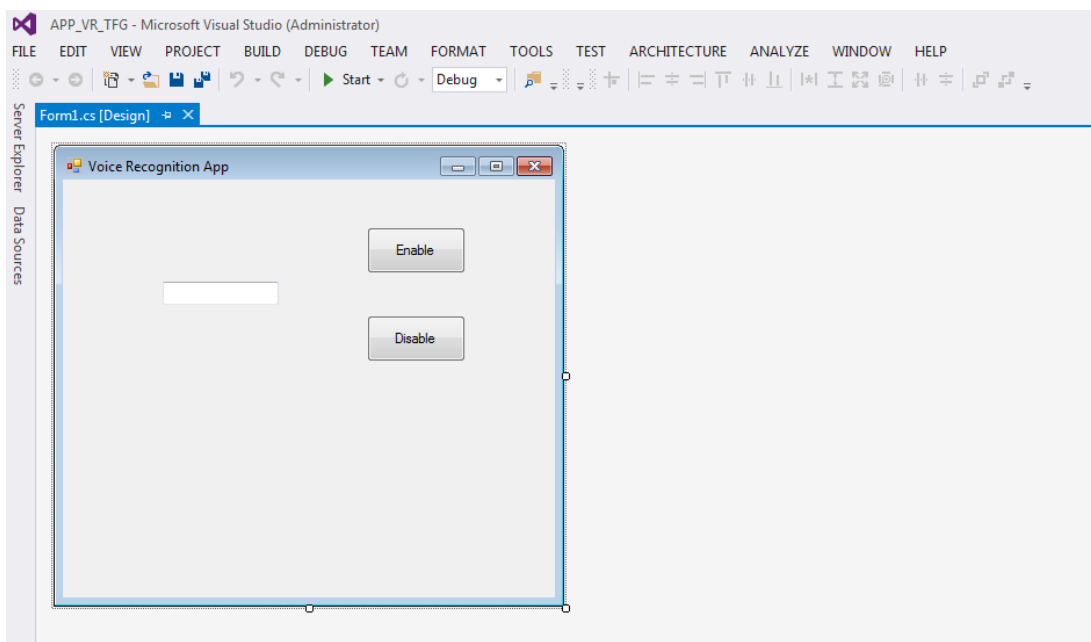 APP_VR_TFG - Microsoft Visual Studio (Administrator)
FILE EDIT VIEW PROJECT BUILD DEBUG TEAM FORMAT TOOLS TEST ARCHITECTURE ANALYZE WINDOW HELP
Start Debug
Server Explorer
Data Sources
Form1.cs [Design]
Voice Recognition App
Enable
Disable